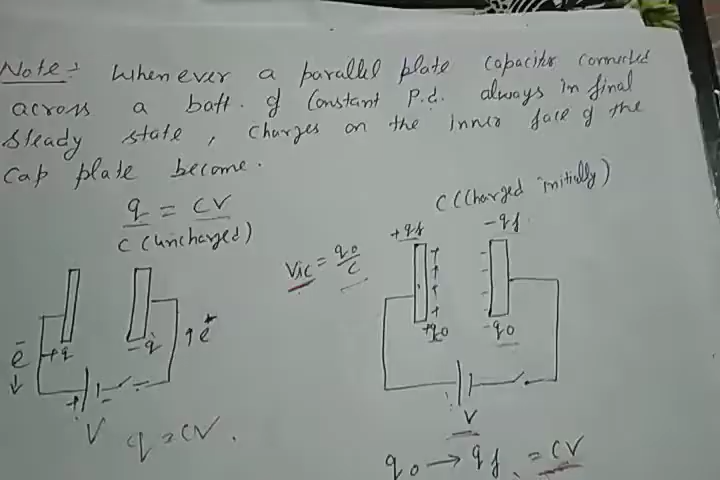 Note:- Whenever a parallel plate capacitor connected
across a batt. of Constant P.d. always in final
steady state, charges on the inner face of the
Cap plate become.
q = CV
C (uncharged)
C (Charged initially)
+qf -qf
Vic = q0/C
+q0 -q0
e- +q -q e-
+ -
V q = CV.
V
q0 → qf = CV